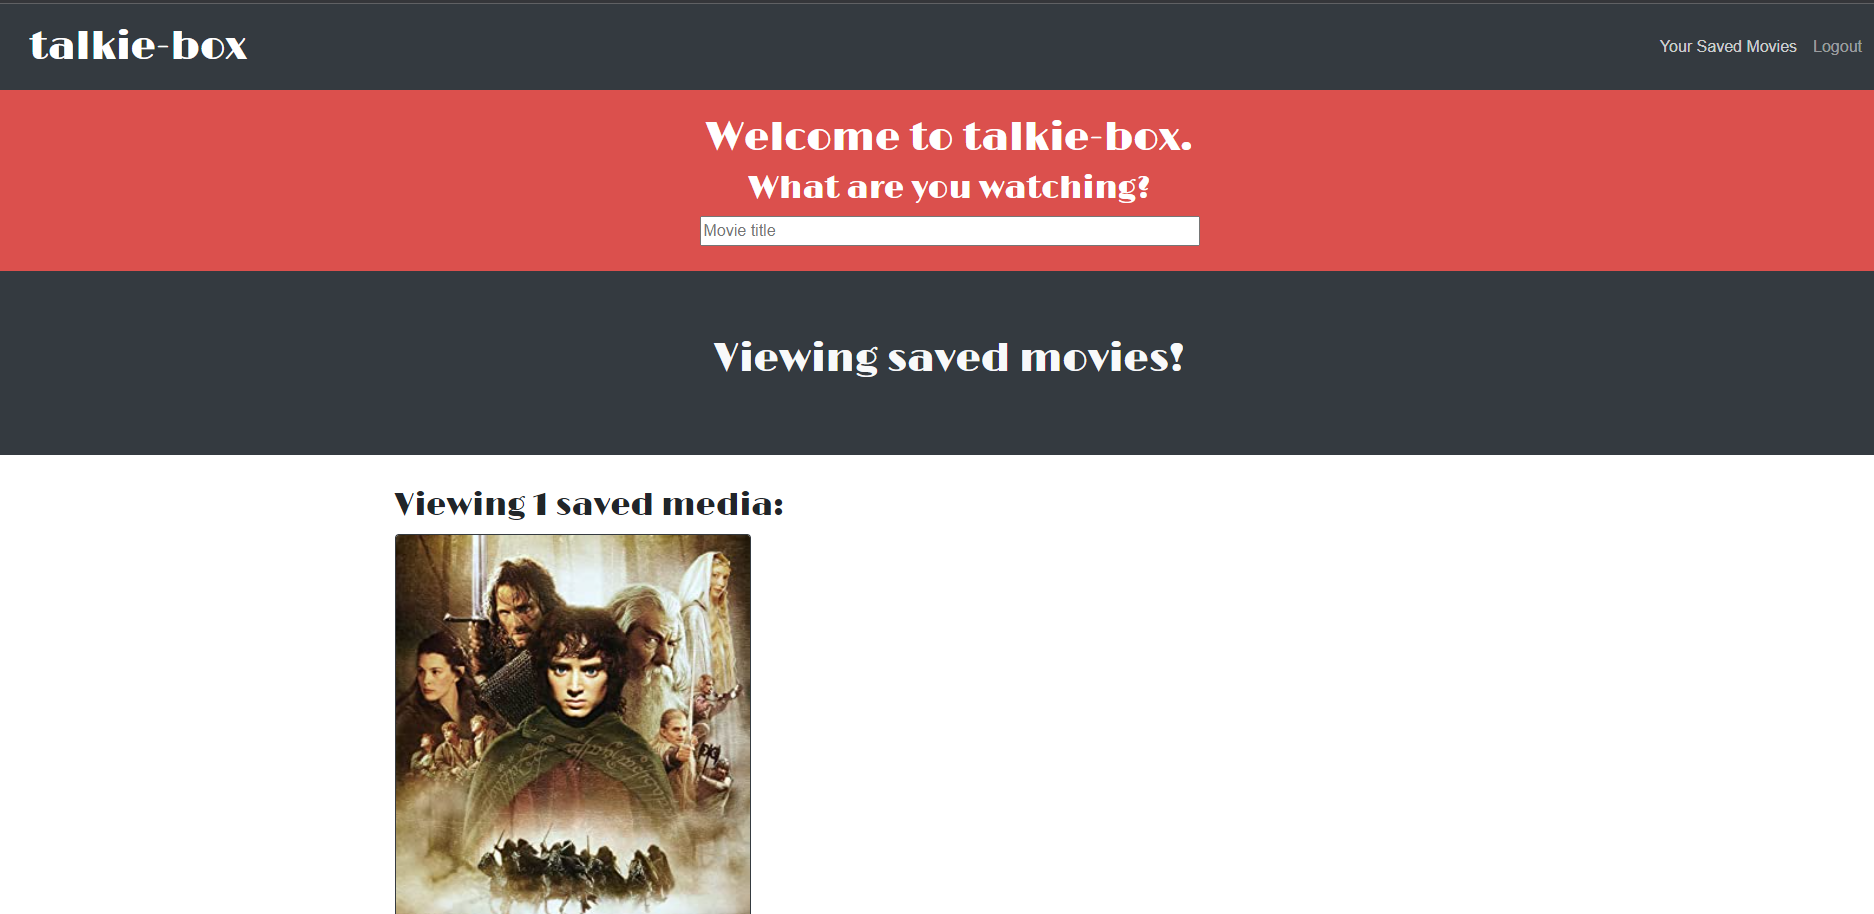 talkie-box
Your Saved Movies
Logout
Welcome to talkie-box.
What are you watching?
Movie title
Viewing saved movies!
Viewing 1 saved media: